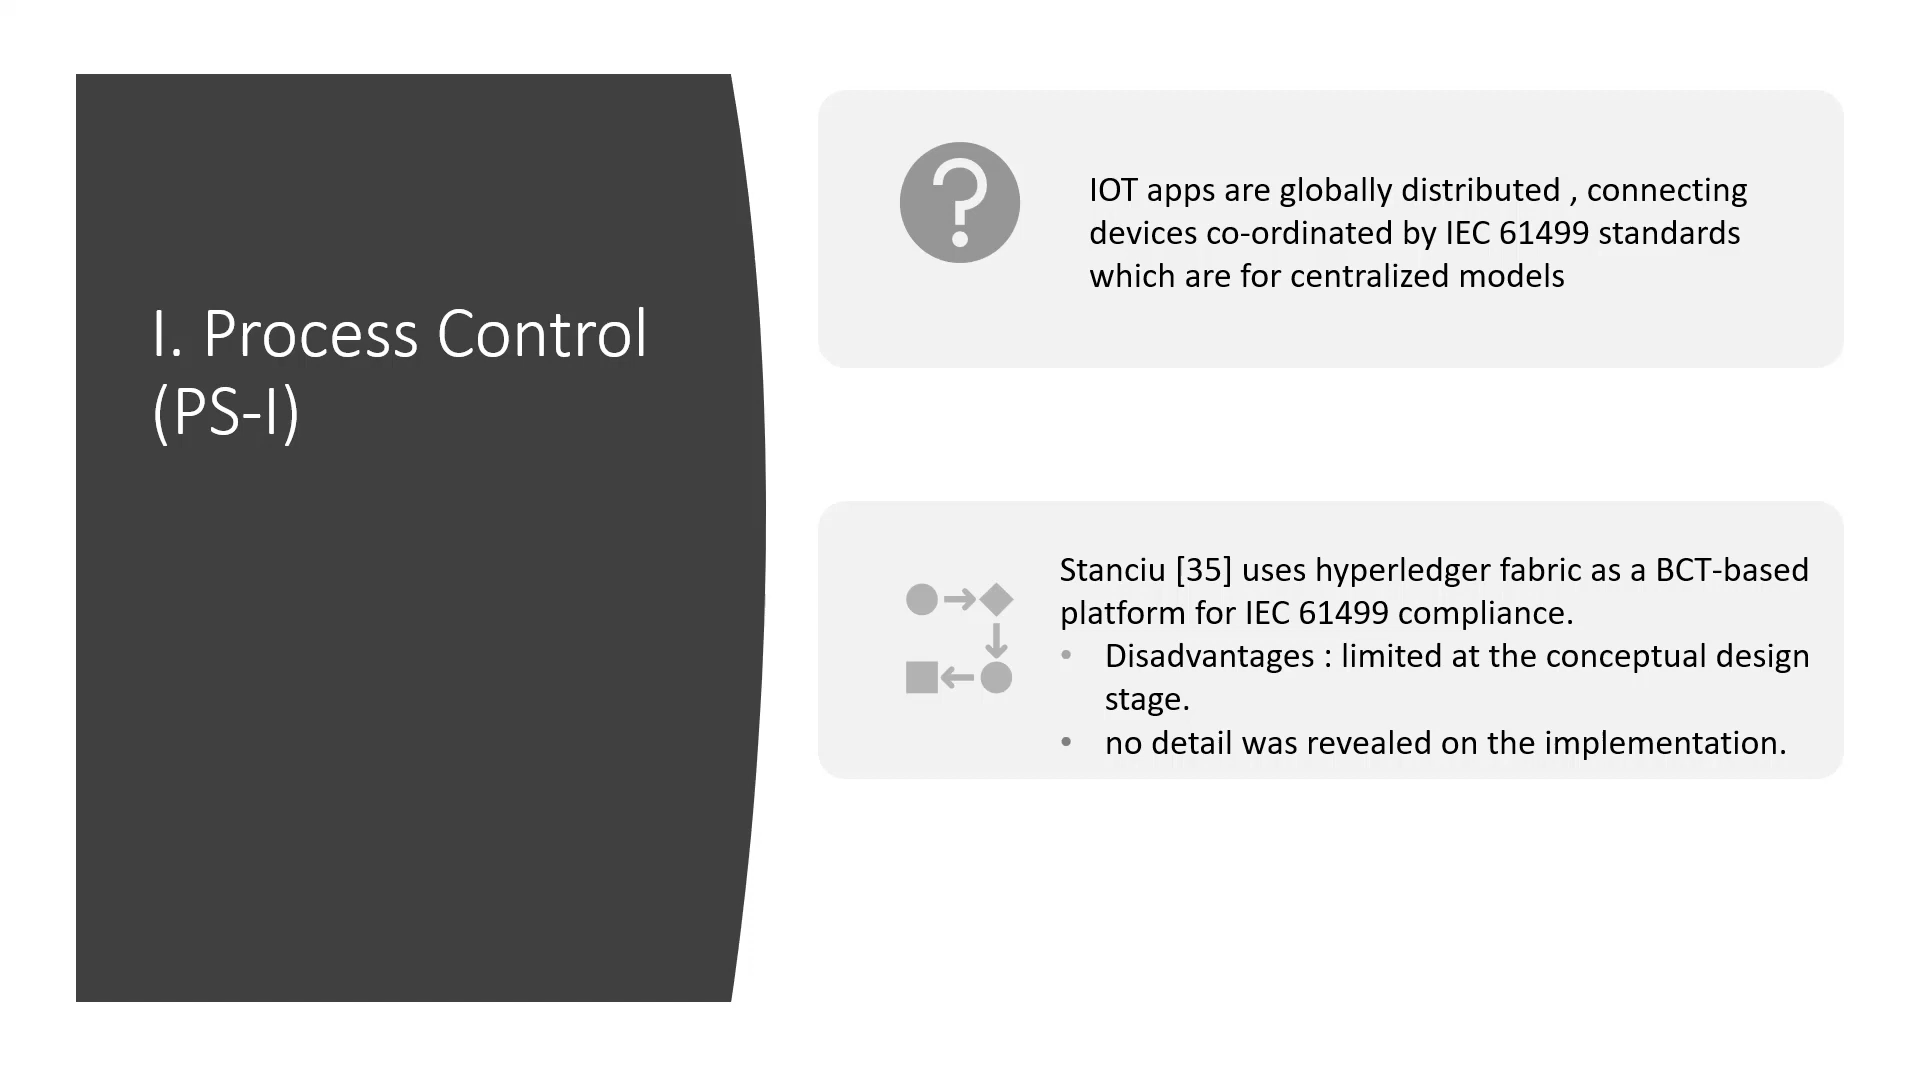 I. Process Control
(PS-I)
IOT apps are globally distributed , connecting
devices co-ordinated by IEC 61499 standards
which are for centralized models
Stanciu [35] uses hyperledger fabric as a BCT-based
platform for IEC 61499 compliance.
• Disadvantages : limited at the conceptual design
stage.
• no detail was revealed on the implementation.